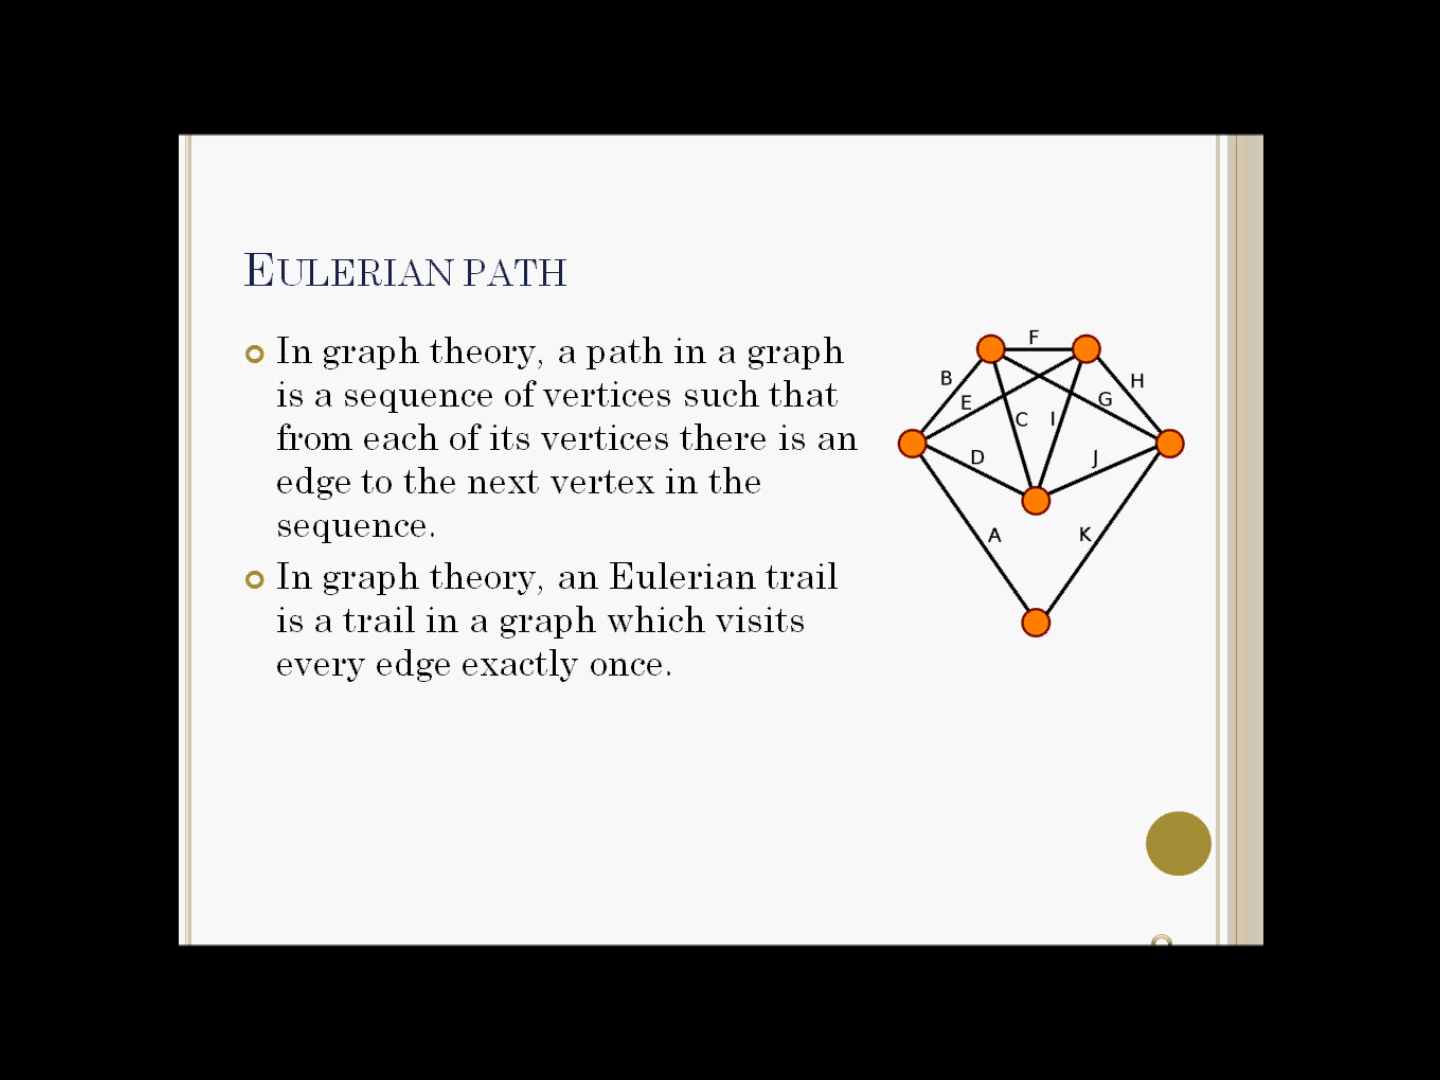 EULERIAN PATH
In graph theory, a path in a graph
is a sequence of vertices such that
from each of its vertices there is an
edge to the next vertex in the
sequence.
In graph theory, an Eulerian trail
is a trail in a graph which visits
every edge exactly once.
F
B
H
E
G
C
I
D
J
A
K